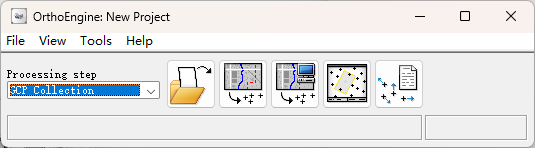 OrthoEngine: New Project
File View Tools Help
Processing step
GCP Collection